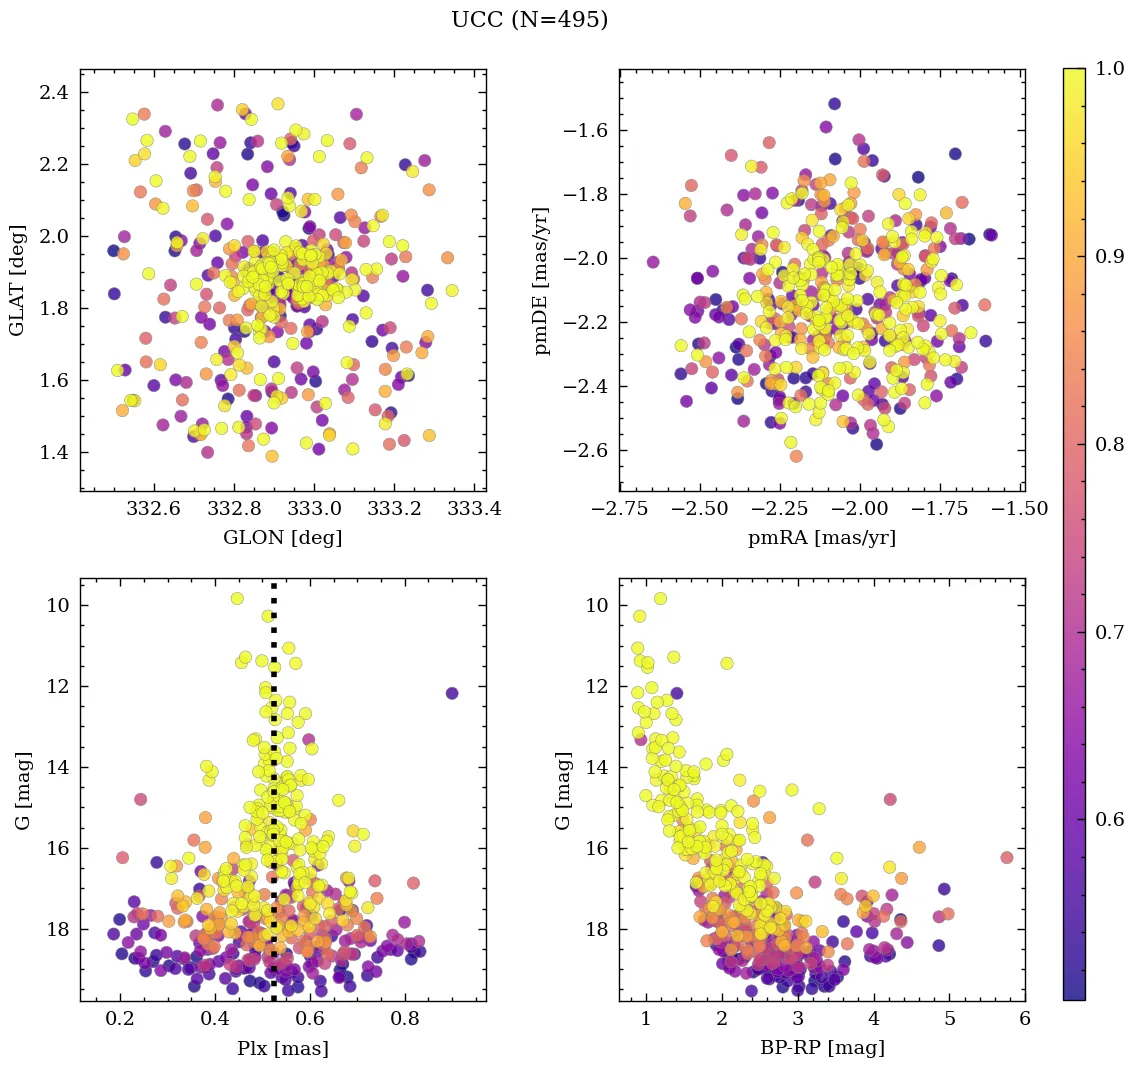 UCC (N=495)
2.4
2.2
2.0
1.8
1.6
1.4
GLAT [deg]
332.6 332.8 333.0 333.2 333.4
GLON [deg]
−1.6
−1.8
−2.0
−2.2
−2.4
−2.6
pmDE [mas/yr]
−2.75 −2.50 −2.25 −2.00 −1.75 −1.50
pmRA [mas/yr]
10
12
14
16
18
G [mag]
0.2 0.4 0.6 0.8
Plx [mas]
10
12
14
16
18
G [mag]
1 2 3 4 5 6
BP-RP [mag]
1.0
0.9
0.8
0.7
0.6